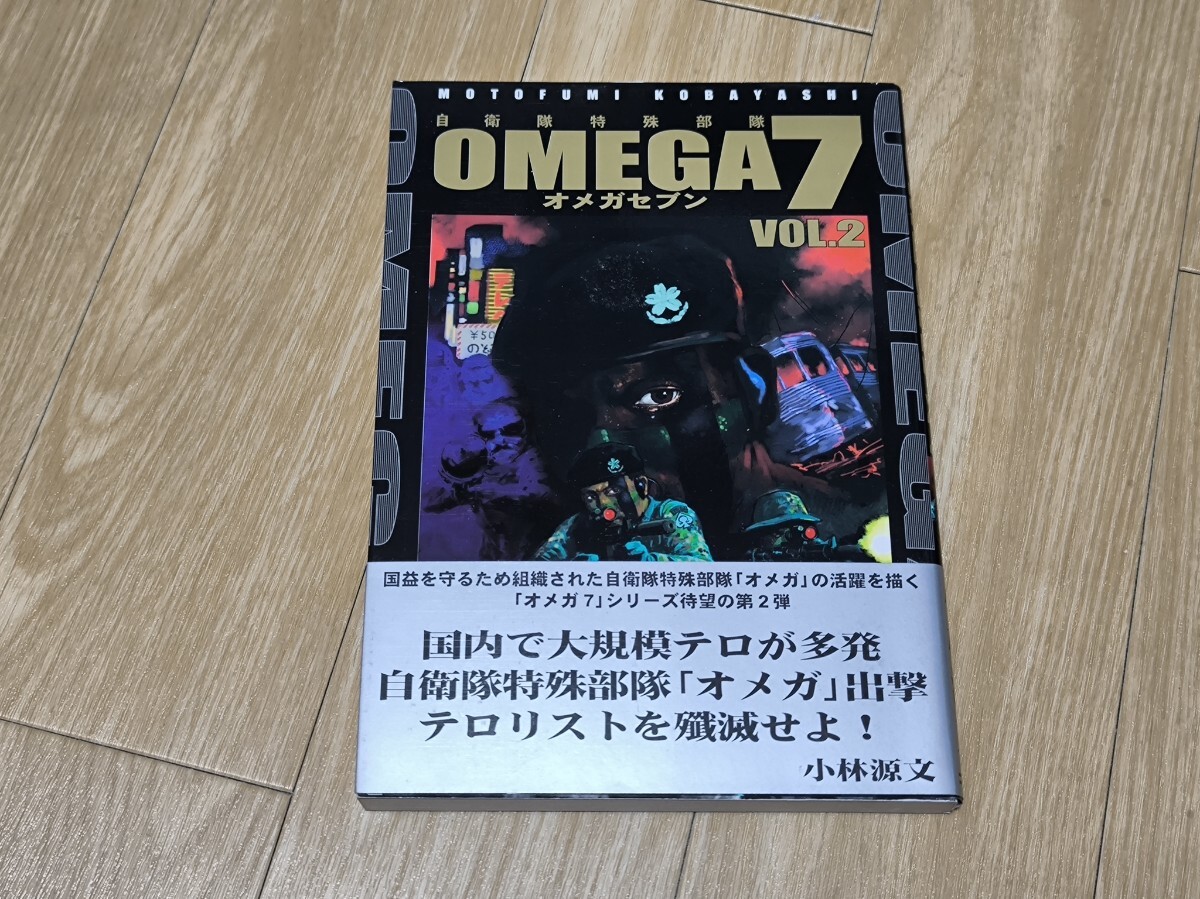 MOTOFUMI KOBAYASHI
自衛隊特殊部隊
OMEGA7
オメガセブン
VOL.2
¥50
のぞ
国益を守るため組織された自衛隊特殊部隊「オメガ」の活躍を描く
「オメガ7」シリーズ待望の第2弾
国内で大規模テロが多発
自衛隊特殊部隊「オメガ」出撃
テロリストを殲滅せよ!
小林源文